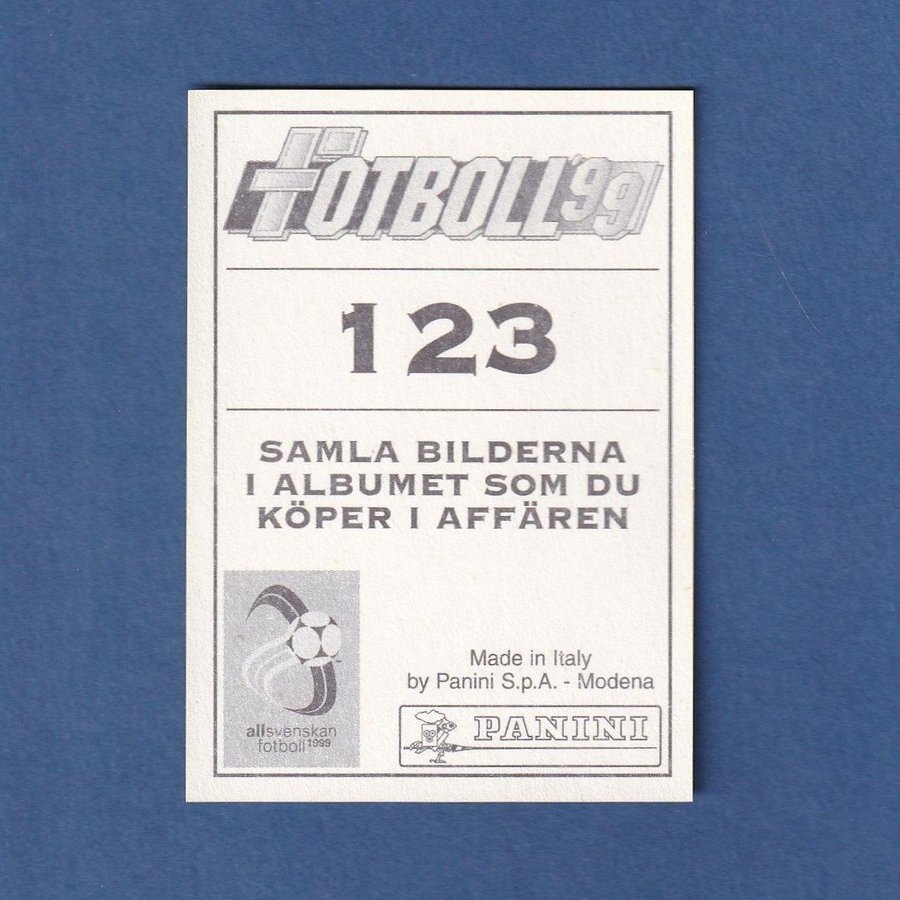 FOTBOLL'99
123
SAMLA BILDERNA
I ALBUMET SOM DU
KÖPER I AFFÄREN
allsvenskan
fotboll 1999
Made in Italy
by Panini S.p.A. - Modena
PANINI